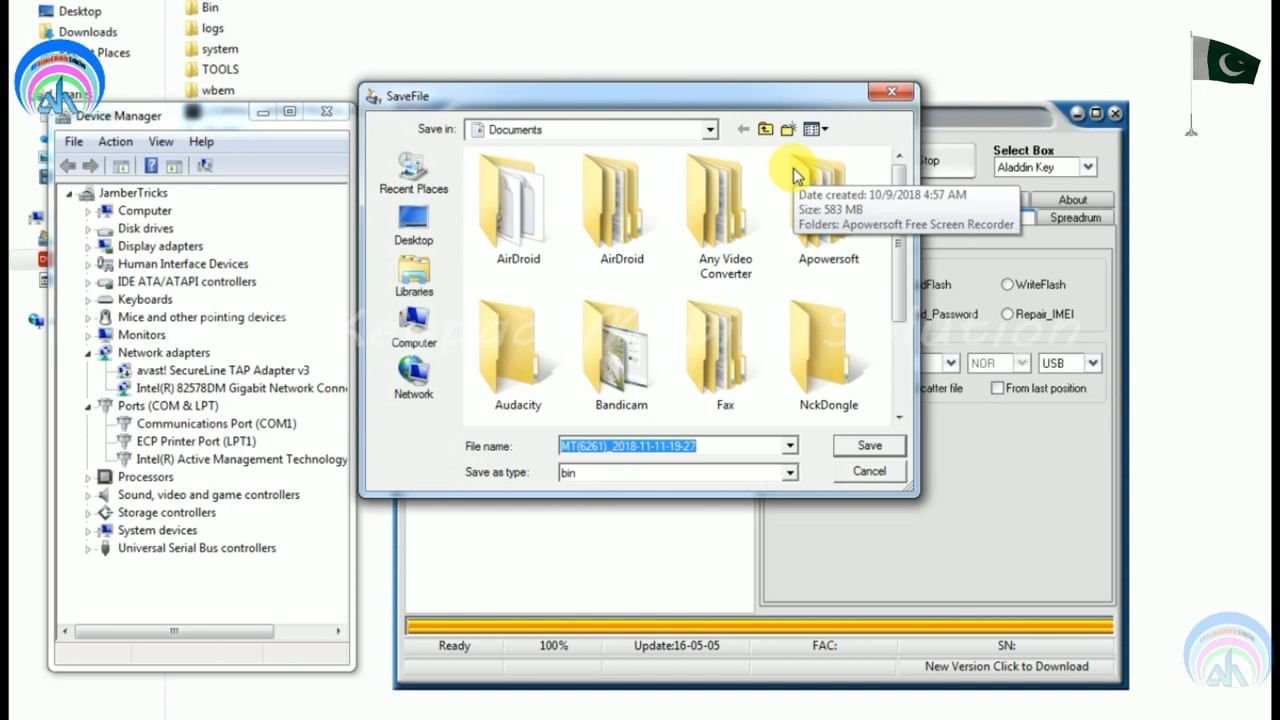 Desktop
Downloads
Places
Bin
logs
system
TOOLS
wbem
Device Manager
File Action View Help
JamberTricks
Computer
Disk drives
Display adapters
Human Interface Devices
IDE ATA/ATAPI controllers
Keyboards
Mice and other pointing devices
Monitors
Network adapters
avast! SecureLine TAP Adapter v3
Intel(R) 82578DM Gigabit Network Conne
Ports (COM & LPT)
Communications Port (COM1)
ECP Printer Port (LPT1)
Intel(R) Active Management Technology
Processors
Sound, video and game controllers
Storage controllers
System devices
Universal Serial Bus controllers
SaveFile
Save in: Documents
Recent Places
Desktop
Libraries
Computer
Network
AirDroid AirDroid Any Video Converter Apowersoft
Date created: 10/9/2018 4:57 AM
Size: 583 MB
Folders: Apowersoft Free Screen Recorder
Audacity Bandicam Fax NckDongle
File name: MT(6261)_2018-11-11-19-27 Save
Save as type: bin Cancel
top
Select Box
Aladdin Key
About
Spreadrum
dFlash WriteFlash
d_Password Repair_IMEI
NOR USB
catter file From last position
Ready 100% Update:16-05-05 FAC: SN:
New Version Click to Download